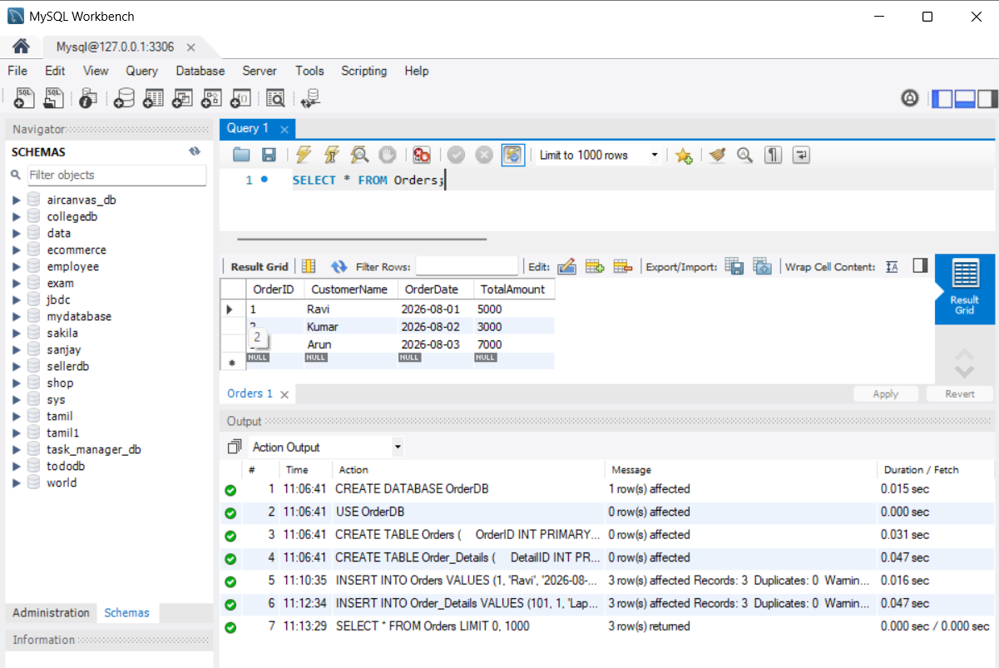 MySQL Workbench
Mysql@127.0.0.1:3306
File Edit View Query Database Server Tools Scripting Help
Navigator
SCHEMAS
Filter objects
aircanvas_db
collegedb
data
ecommerce
employee
exam
jbdc
mydatabase
sakila
sanjay
sellerdb
shop
sys
tamil
tamil1
task_manager_db
tododb
world
Administration Schemas
Information
Query 1
Limit to 1000 rows
1 SELECT * FROM Orders;
Result Grid Filter Rows: Edit: Export/Import: Wrap Cell Content:
OrderID CustomerName OrderDate TotalAmount
1 Ravi 2026-08-01 5000
Kumar 2026-08-02 3000
2
Arun 2026-08-03 7000
NULL NULL NULL NULL
Result
Grid
Orders 1
Apply Revert
Output
Action Output
# Time Action Message Duration / Fetch
1 11:06:41 CREATE DATABASE OrderDB 1 row(s) affected 0.015 sec
2 11:06:41 USE OrderDB 0 row(s) affected 0.000 sec
3 11:06:41 CREATE TABLE Orders ( OrderID INT PRIMARY... 0 row(s) affected 0.031 sec
4 11:06:41 CREATE TABLE Order_Details ( DetailID INT PR... 0 row(s) affected 0.047 sec
5 11:10:35 INSERT INTO Orders VALUES (1, 'Ravi', '2026-08-... 3 row(s) affected Records: 3 Duplicates: 0 Warnin... 0.016 sec
6 11:12:34 INSERT INTO Order_Details VALUES (101, 1, 'Lap... 3 row(s) affected Records: 3 Duplicates: 0 Warnin... 0.047 sec
7 11:13:29 SELECT * FROM Orders LIMIT 0, 1000 3 row(s) returned 0.000 sec / 0.000 sec